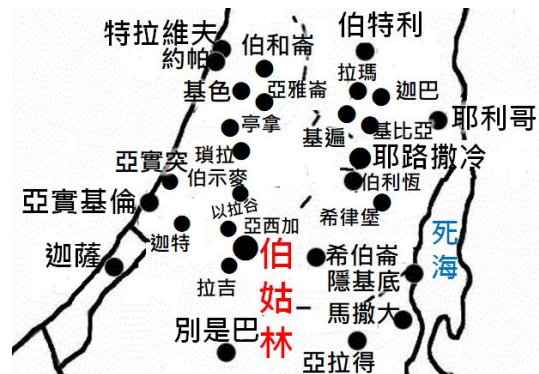 特拉維夫
約帕
伯和崙
伯特利
拉瑪
基色
亞雅崙
迦巴
亭拿
基遍
基比亞
耶利哥
瑣拉
耶路撒冷
亞實突
伯示麥
伯利恆
亞實基倫
以拉谷
希律堡
迦特
亞西加
死海
迦薩
伯姑林
希伯崙
拉吉
隱基底
別是巴
馬撒大
亞拉得